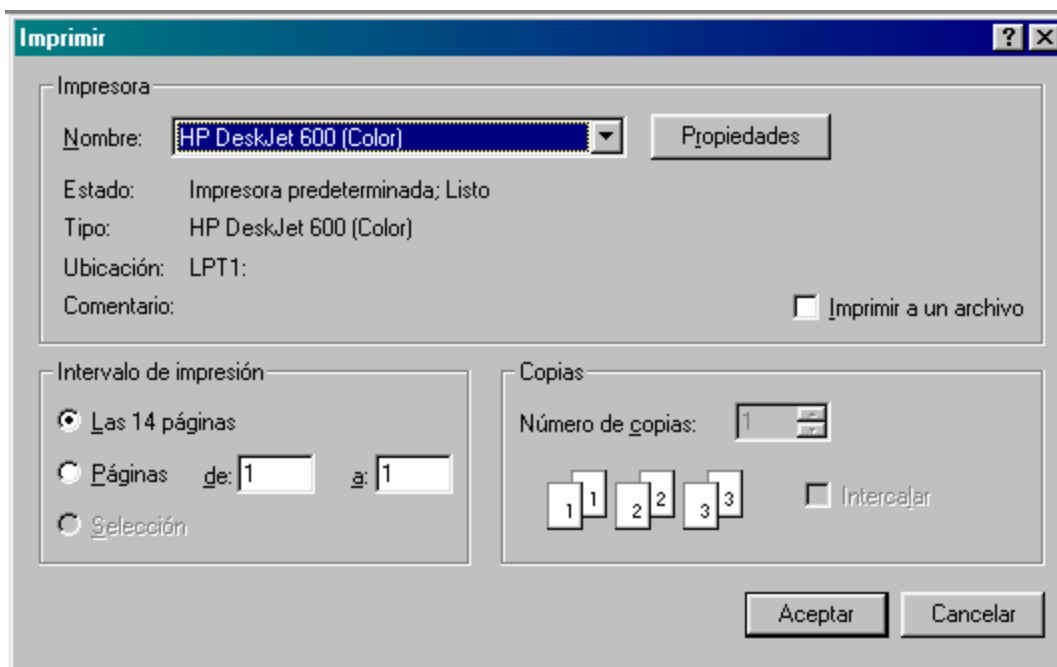 Imprimir
Impresora
Nombre: HP DeskJet 600 (Color) Propiedades
Estado: Impresora predeterminada; Listo
Tipo: HP DeskJet 600 (Color)
Ubicación: LPT1:
Comentario: Imprimir a un archivo
Intervalo de impresión
Las 14 páginas
Páginas de: 1 a: 1
Selección
Copias
Número de copias: 1
1 1 2 2 3 3 Intercalar
Aceptar Cancelar